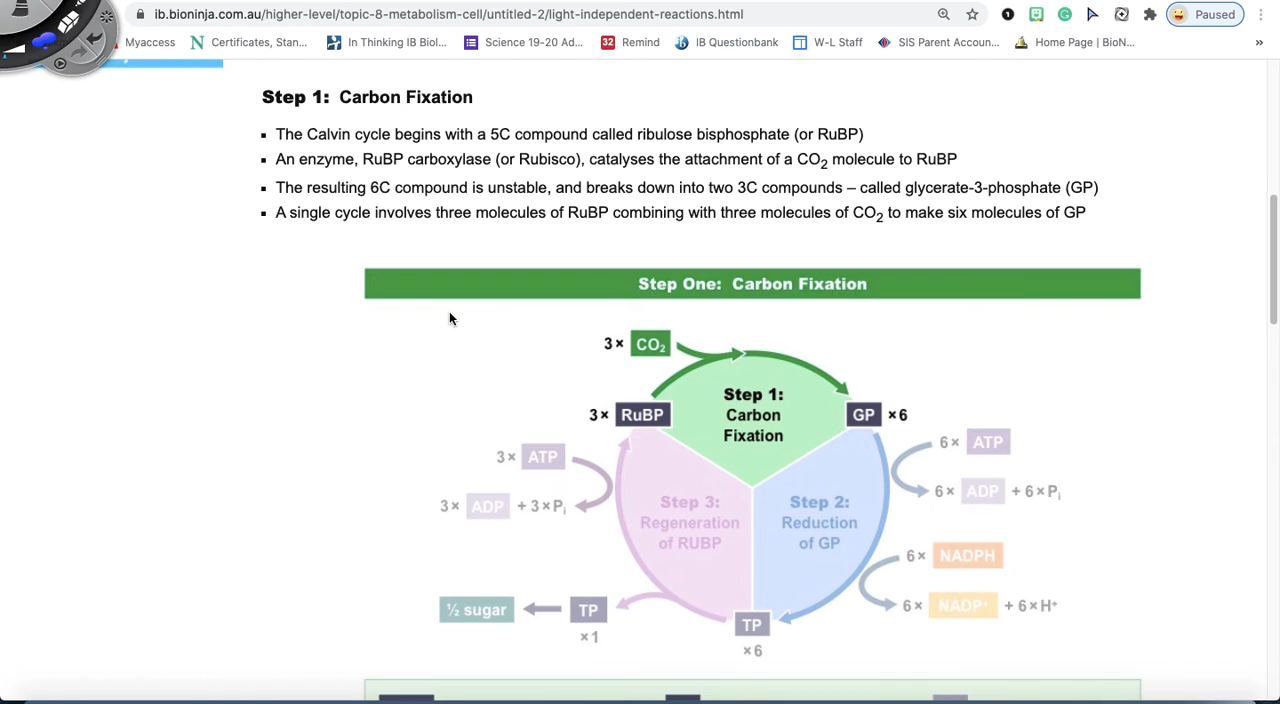 ib.bioninja.com.au/higher-level/topic-8-metabolism-cell/untitled-2/light-independent-reactions.html
Paused
Myaccess
Certificates, Stan...
In Thinking IB Biol...
Science 19-20 Ad...
32 Remind
IB Questionbank
W-L Staff
SIS Parent Accoun...
Home Page | BioN...
»
Step 1: Carbon Fixation
▪ The Calvin cycle begins with a 5C compound called ribulose bisphosphate (or RuBP)
▪ An enzyme, RuBP carboxylase (or Rubisco), catalyses the attachment of a CO₂ molecule to RuBP
▪ The resulting 6C compound is unstable, and breaks down into two 3C compounds – called glycerate-3-phosphate (GP)
▪ A single cycle involves three molecules of RuBP combining with three molecules of CO₂ to make six molecules of GP
Step One: Carbon Fixation
3 × CO₂
Step 1:
Carbon
Fixation
3 × RuBP
GP × 6
3 × ATP
6 × ATP
3 × ADP + 3 × Pᵢ
6 × ADP + 6 × Pᵢ
Step 3:
Regeneration
of RUBP
Step 2:
Reduction
of GP
6 × NADPH
6 × NADP⁺ + 6 × H⁺
½ sugar
TP
× 1
TP
× 6